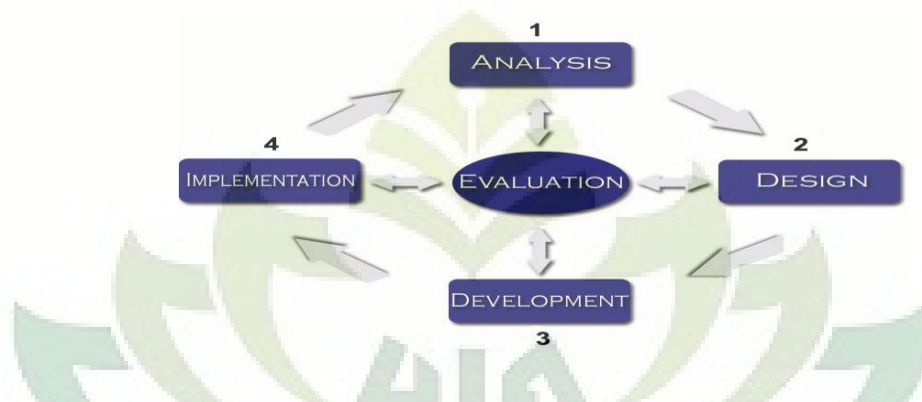 1
ANALYSIS
4
2
IMPLEMENTATION
EVALUATION
DESIGN
DEVELOPMENT
3